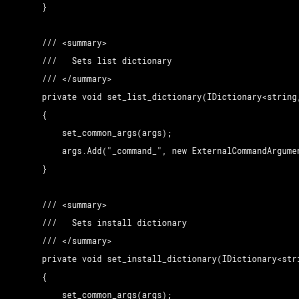 }
/// <summary>
///   Sets list dictionary
/// </summary>
private void set_list_dictionary(IDictionary<string,
{
set_common_args(args);
args.Add("_command_", new ExternalCommandArgumen
}
/// <summary>
///   Sets install dictionary
/// </summary>
private void set_install_dictionary(IDictionary<stri
{
set_common_args(args);